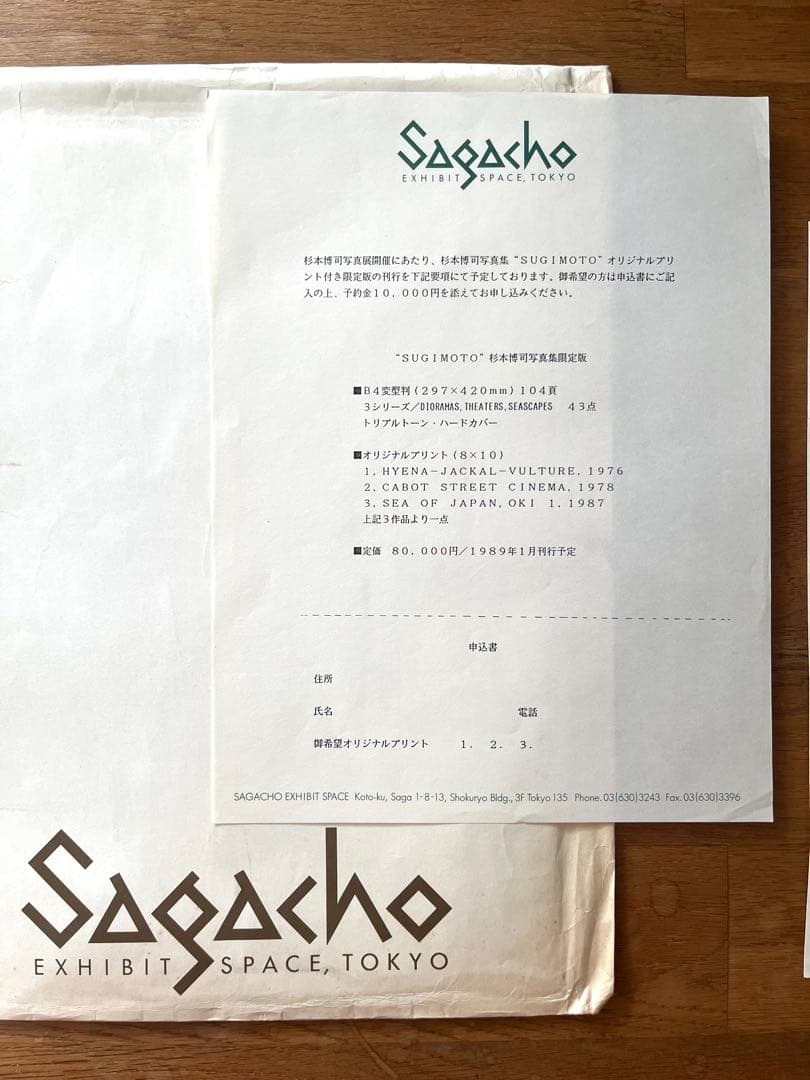 Sagacho
EXHIBIT SPACE, TOKYO
杉本博司写真展開催にあたり、杉本博司写真集“SUGIMOTO”オリジナルプリ
ント付き限定版の刊行を下記要項にて予定しております。御希望の方は申込書にご記
入の上、予約金10,000円を添えてお申し込みください。
“SUGIMOTO”杉本博司写真集限定版
■B4変型判(297×420mm)104頁
3シリーズ/DIORAHAS, THEATERS, SEASCAPES 43点
トリアルトーン・ハードカバー
■オリジナルプリント(8×10)
1, HYENA−JACKAL−VULTURE, 1976
2, CABOT STREET CINEMA, 1978
3, SEA OF JAPAN, OKI 1, 1987
上記3作品より一点
■定価 80,000円/1989年1月刊行予定
申込書
住所
氏名 電話
御希望オリジナルプリント 1. 2. 3.
SAGACHO EXHIBIT SPACE Koto-ku, Saga 1-8-13, Shokuryo Bldg., 3F Tokyo 135 Phone. 03(630)3243 Fax. 03(630)3396
Sagacho
EXHIBIT SPACE, TOKYO